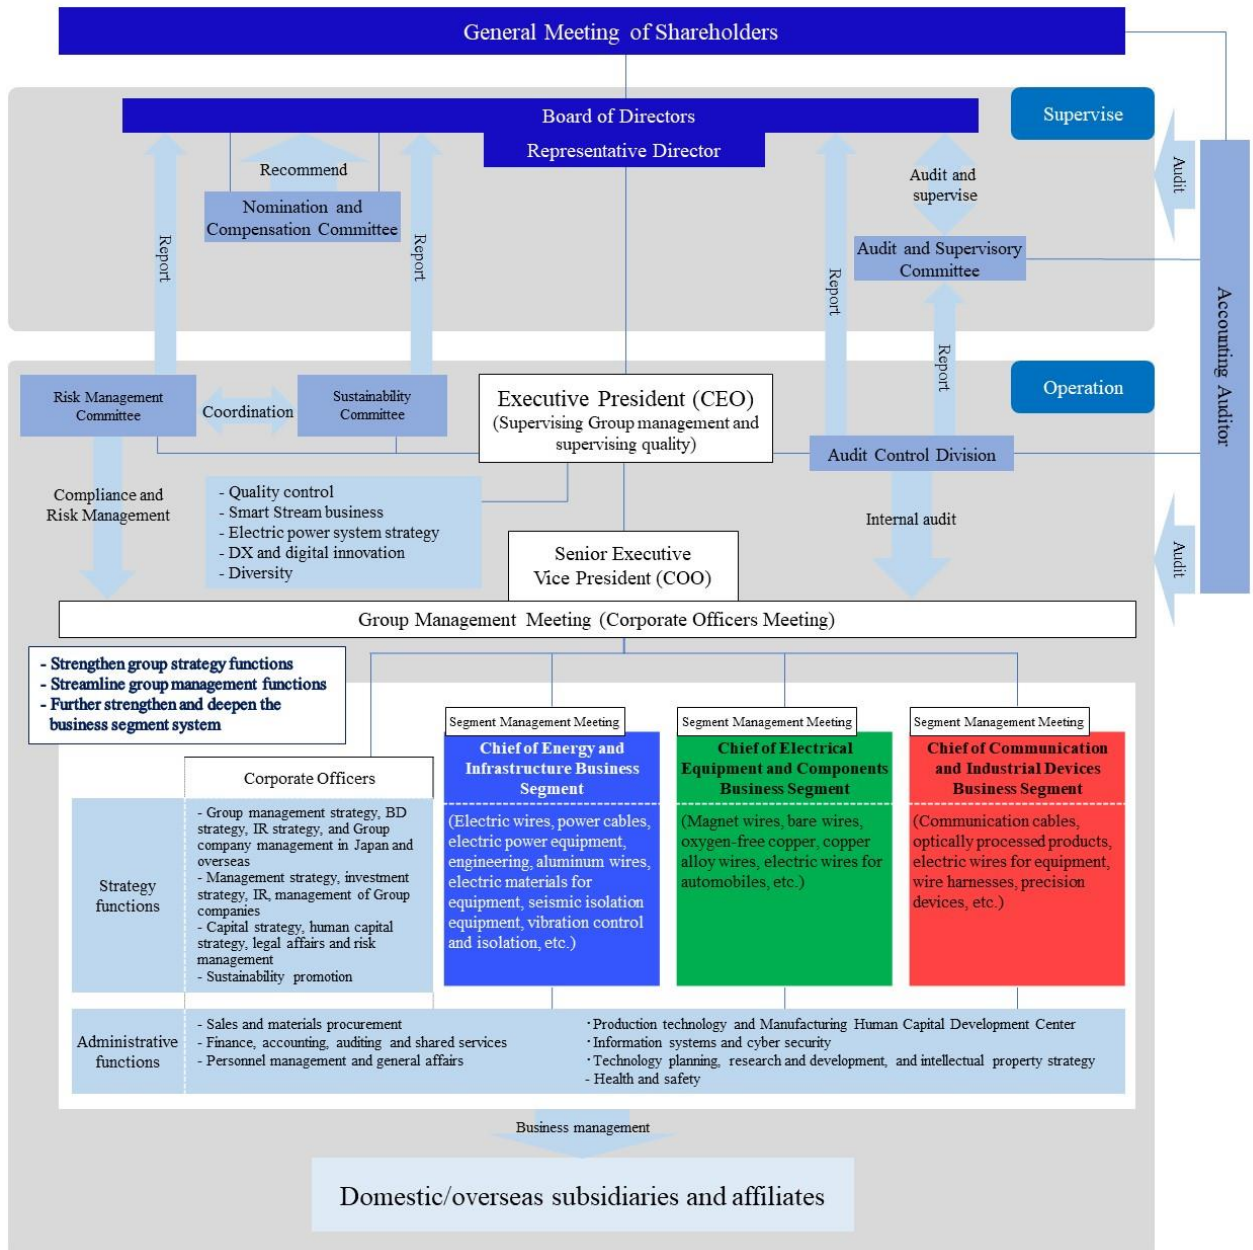 General Meeting of Shareholders
Board of Directors
Supervise
Representative Director
Recommend
Nomination and
Compensation Committee
Report
Report
Report
Audit and
supervise
Audit and Supervisory
Committee
Report
Audit
Accounting Auditor
Risk Management
Committee
Coordination
Sustainability
Committee
Executive President (CEO)
(Supervising Group management and
supervising quality)
Operation
Audit Control Division
Compliance and
Risk Management
- Quality control
- Smart Stream business
- Electric power system strategy
- DX and digital innovation
- Diversity
Senior Executive
Vice President (COO)
Internal audit
Audit
Group Management Meeting (Corporate Officers Meeting)
- Strengthen group strategy functions
- Streamline group management functions
- Further strengthen and deepen the
business segment system
Corporate Officers
Segment Management Meeting
Chief of Energy and
Infrastructure Business
Segment
(Electric wires, power cables,
electric power equipment,
engineering, aluminum wires,
electric materials for
equipment, seismic isolation
equipment, vibration control
and isolation, etc.)
Segment Management Meeting
Chief of Electrical
Equipment and Components
Business Segment
(Magnet wires, bare wires,
oxygen-free copper, copper
alloy wires, electric wires for
automobiles, etc.)
Segment Management Meeting
Chief of Communication
and Industrial Devices
Business Segment
(Communication cables,
optically processed products,
electric wires for equipment,
wire harnesses, precision
devices, etc.)
Strategy
functions
- Group management strategy, BD
strategy, IR strategy, and Group
company management in Japan and
overseas
- Management strategy, investment
strategy, IR, management of Group
companies
- Capital strategy, human capital
strategy, legal affairs and risk
management
- Sustainability promotion
Administrative
functions
- Sales and materials procurement
- Finance, accounting, auditing and shared services
- Personnel management and general affairs
・Production technology and Manufacturing Human Capital Development Center
・Information systems and cyber security
・Technology planning, research and development, and intellectual property strategy
- Health and safety
Business management
Domestic/overseas subsidiaries and affiliates